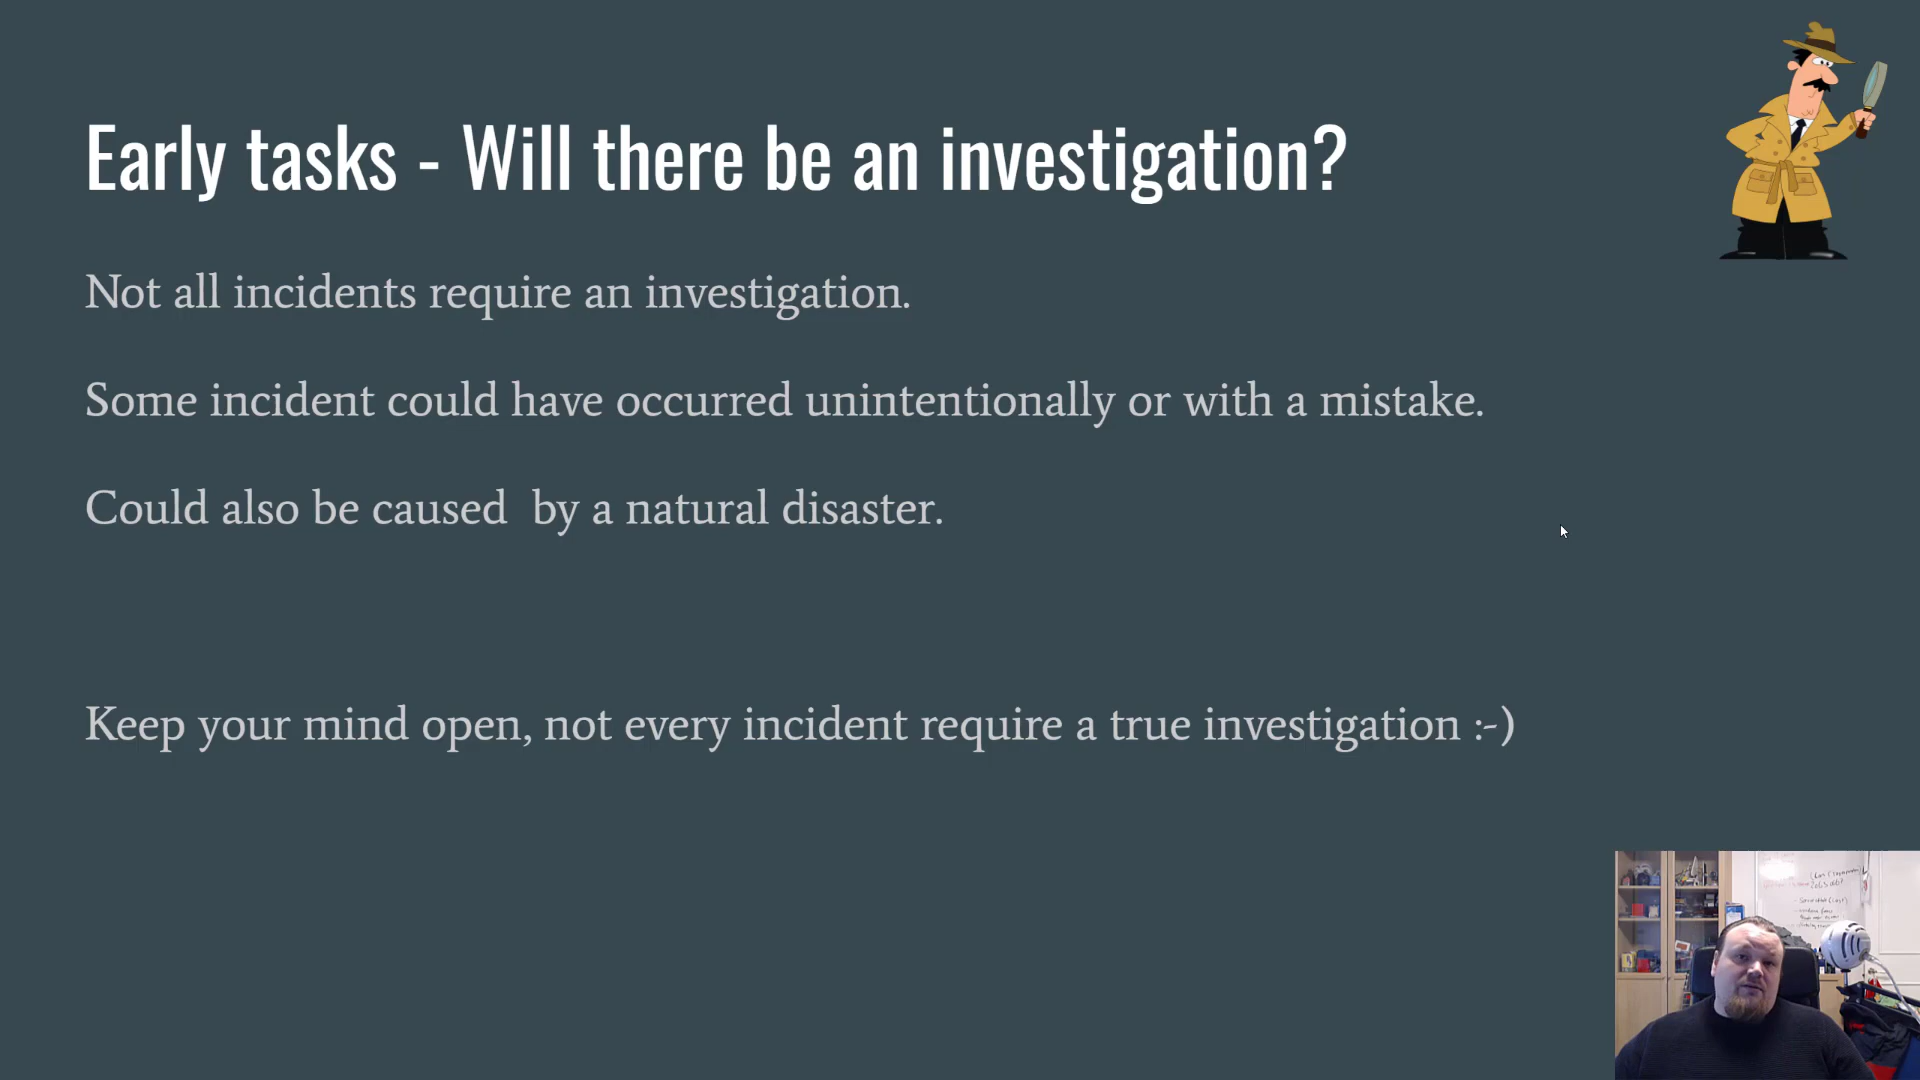 Early tasks - Will there be an investigation?
Not all incidents require an investigation.
Some incident could have occurred unintentionally or with a mistake.
Could also be caused  by a natural disaster.
Keep your mind open, not every incident require a true investigation :-)